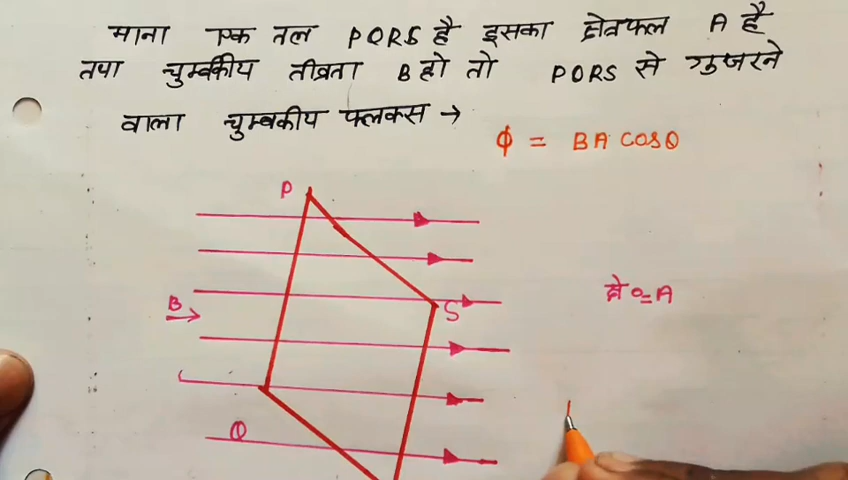 माना एक तल PQRS है इसका क्षेत्रफल A है
तथा चुम्बकीय तीव्रता B हो तो PQRS से गुजरने
वाला चुम्बकीय फ्लक्स →
Φ = BA COSθ
P
B
S
क्षे०=A
Q